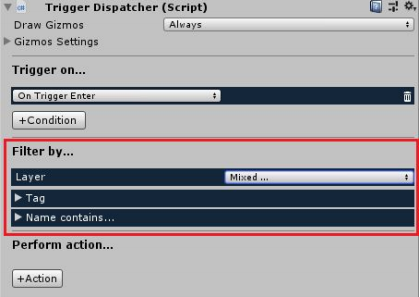 Trigger Dispatcher (Script)
Draw Gizmos Always
Gizmos Settings
Trigger on...
On Trigger Enter
+Condition
Filter by...
Layer Mixed ...
Tag
Name contains...
Perform action...
+Action